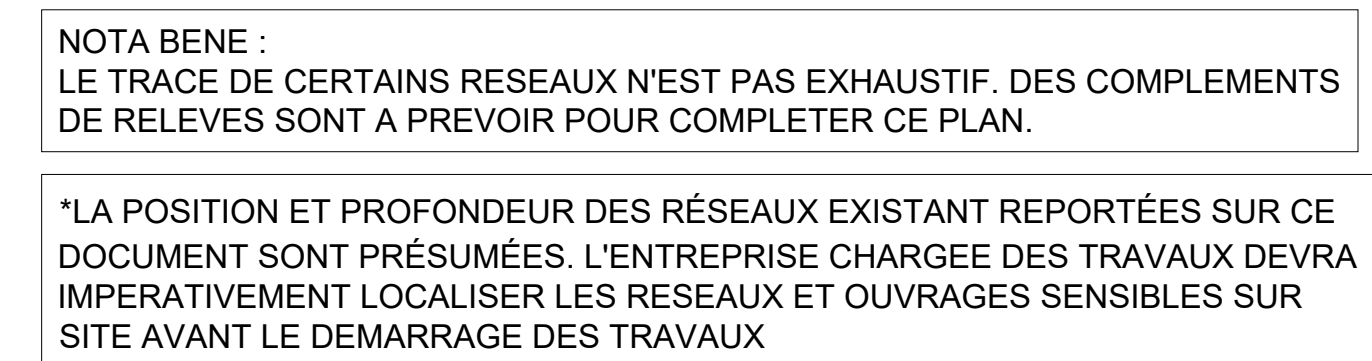 NOTA BENE :
LE TRACE DE CERTAINS RESEAUX N'EST PAS EXHAUSTIF. DES COMPLEMENTS
DE RELEVES SONT A PREVOIR POUR COMPLETER CE PLAN.
*LA POSITION ET PROFONDEUR DES RÉSEAUX EXISTANT REPORTÉES SUR CE
DOCUMENT SONT PRÉSUMÉES. L'ENTREPRISE CHARGEE DES TRAVAUX DEVRA
IMPERATIVEMENT LOCALISER LES RESEAUX ET OUVRAGES SENSIBLES SUR
SITE AVANT LE DEMARRAGE DES TRAVAUX